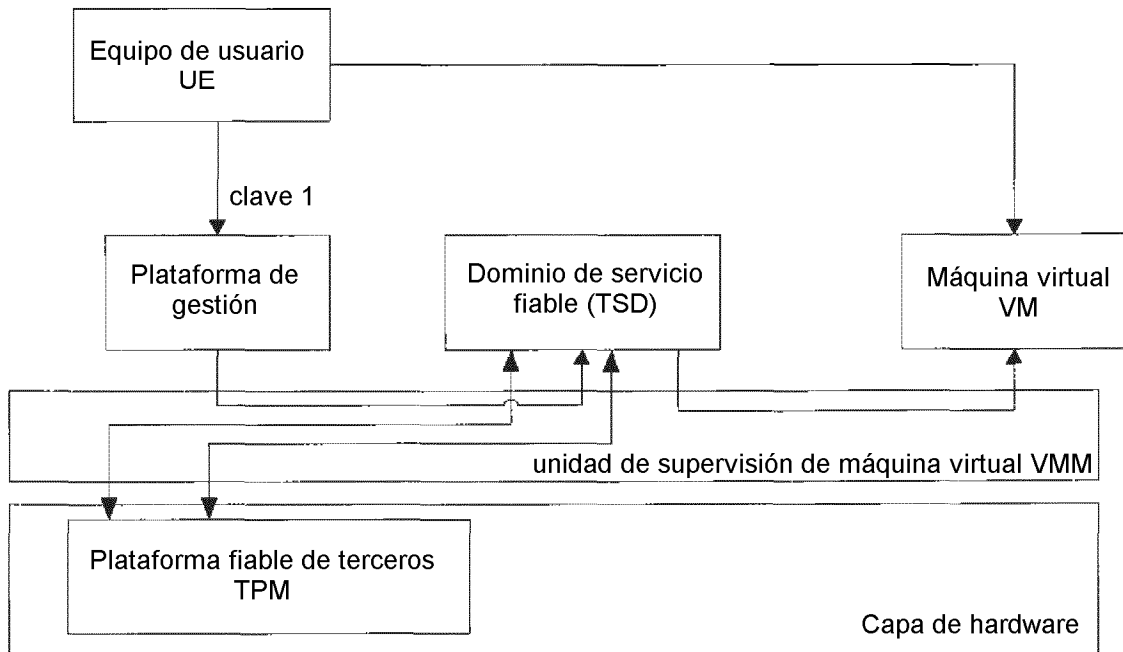 Equipo de usuario
UE
clave 1
Plataforma de
gestión
Dominio de servicio
fiable (TSD)
Máquina virtual
VM
unidad de supervisión de máquina virtual VMM
Plataforma fiable de terceros
TPM
Capa de hardware